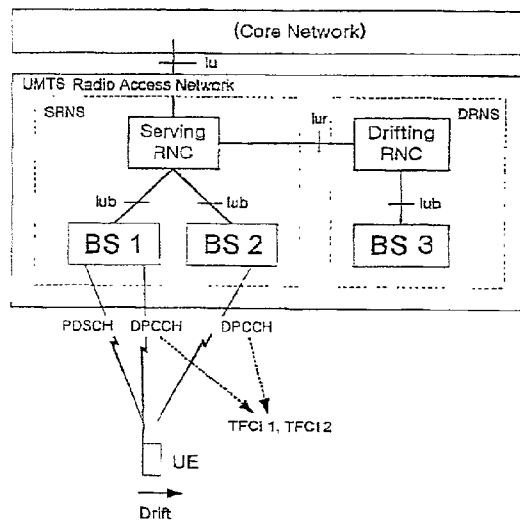 (Core Network)
Iu
UMTS Radio Access Network
SRNS
DRNS
Serving
RNC
Iur
Drifting
RNC
Iub
Iub
Iub
BS 1
BS 2
BS 3
PDSCH
DPCCH
DPCCH
TFCI 1, TFCI 2
UE
Drift